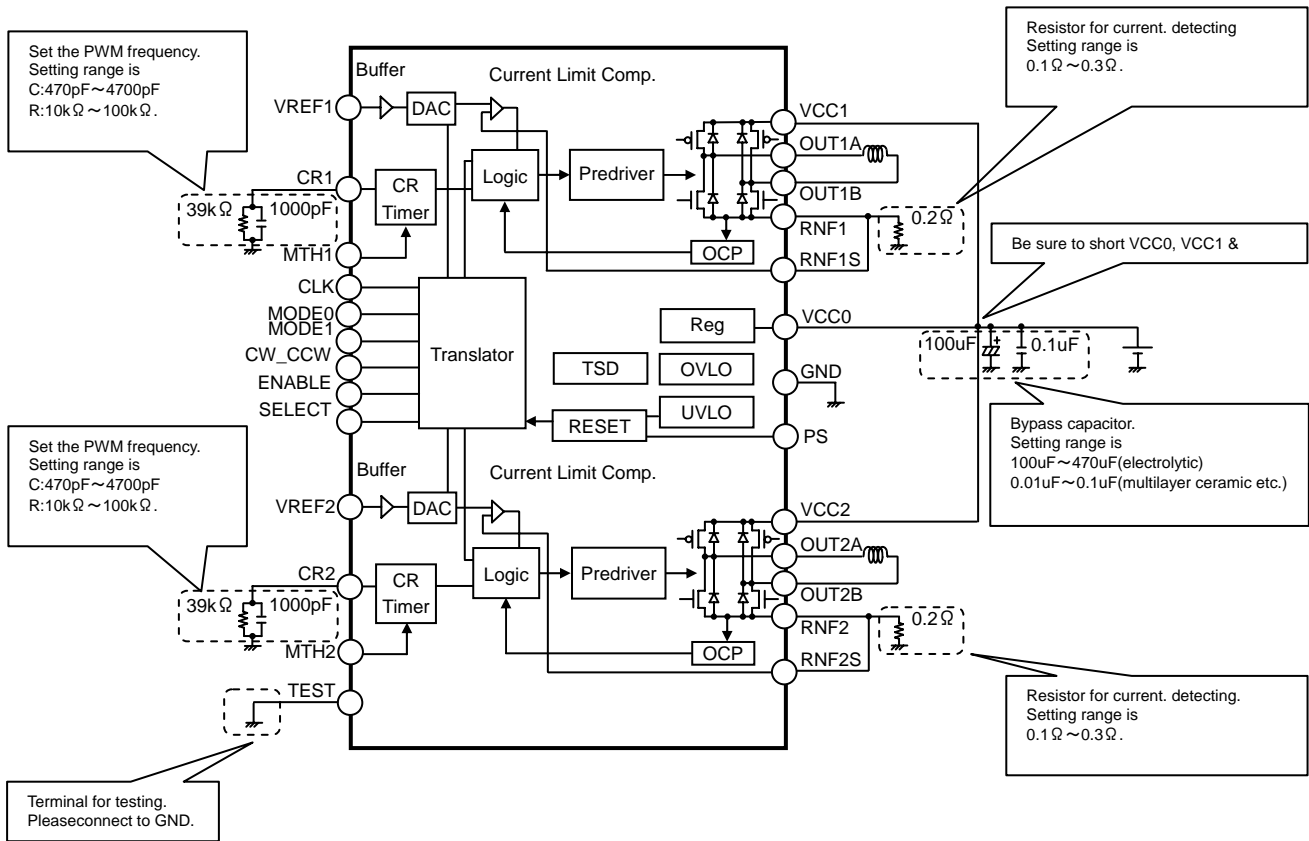 Set the PWM frequency.
Setting range is
C:470pF～4700pF
R:10kΩ～100kΩ.
Resistor for current. detecting
Setting range is
0.1Ω～0.3Ω.
Buffer
Current Limit Comp.
VREF1
DAC
VCC1
OUT1A
OUT1B
CR1
CR
Timer
Logic
Predriver
39kΩ
1000pF
RNF1
0.2Ω
MTH1
OCP
RNF1S
Be sure to short VCC0, VCC1 &
CLK
MODE0
MODE1
CW_CCW
ENABLE
SELECT
Translator
Reg
VCC0
TSD
OVLO
100uF
+
0.1uF
GND
UVLO
RESET
PS
Set the PWM frequency.
Setting range is
C:470pF～4700pF
R:10kΩ～100kΩ.
Bypass capacitor.
Setting range is
100uF～470uF(electrolytic)
0.01uF～0.1uF(multilayer ceramic etc.)
Buffer
Current Limit Comp.
VREF2
DAC
VCC2
OUT2A
OUT2B
CR2
CR
Timer
Logic
Predriver
39kΩ
1000pF
RNF2
0.2Ω
MTH2
OCP
RNF2S
TEST
Resistor for current. detecting.
Setting range is
0.1Ω～0.3Ω.
Terminal for testing.
Pleaseconnect to GND.